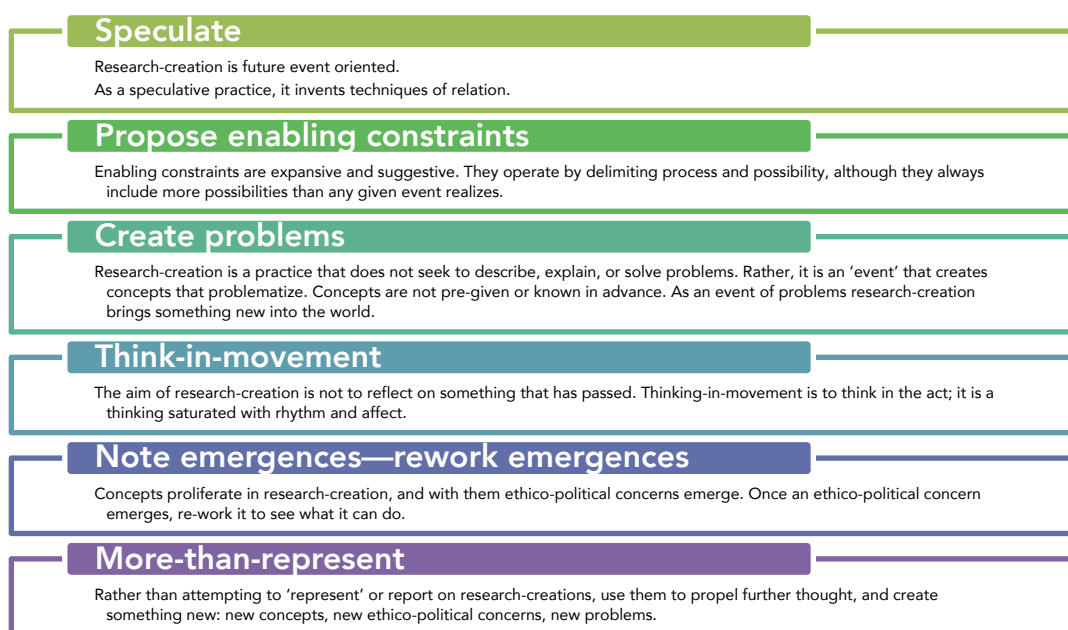 Speculate
Research-creation is future event oriented.
As a speculative practice, it invents techniques of relation.
Propose enabling constraints
Enabling constraints are expansive and suggestive. They operate by delimiting process and possibility, although they always
include more possibilities than any given event realizes.
Create problems
Research-creation is a practice that does not seek to describe, explain, or solve problems. Rather, it is an ‘event’ that creates
concepts that problematize. Concepts are not pre-given or known in advance. As an event of problems research-creation
brings something new into the world.
Think-in-movement
The aim of research-creation is not to reflect on something that has passed. Thinking-in-movement is to think in the act; it is a
thinking saturated with rhythm and affect.
Note emergences—rework emergences
Concepts proliferate in research-creation, and with them ethico-political concerns emerge. Once an ethico-political concern
emerges, re-work it to see what it can do.
More-than-represent
Rather than attempting to ‘represent’ or report on research-creations, use them to propel further thought, and create
something new: new concepts, new ethico-political concerns, new problems.